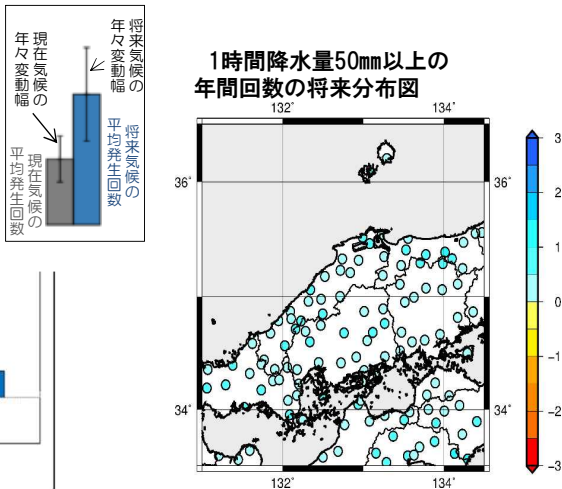 将来気候の
年々変動幅
現在気候の
年々変動幅
将来気候の
平均発生回数
現在気候の
平均発生回数
1時間降水量50mm以上の
年間回数の将来分布図
132°
134°
36°
36°
34°
34°
132°
134°
3
2
1
0
-1
-2
-3